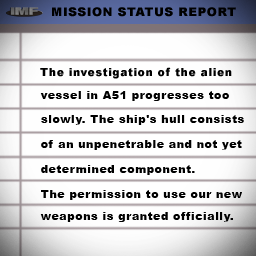 IMF MISSION STATUS REPORT
The investigation of the alien
vessel in A51 progresses too
slowly. The ship's hull consists
of an unpenetrable and not yet
determined component.
The permission to use our new
weapons is granted officially.